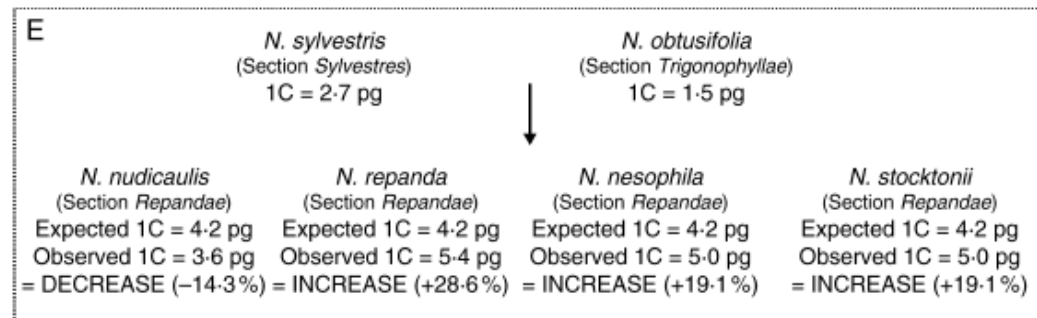 E
N. sylvestris
(Section Sylvestres)
1C = 2·7 pg
N. obtusifolia
(Section Trigonophyllae)
1C = 1·5 pg
N. nudicaulis
(Section Repandae)
Expected 1C = 4·2 pg
Observed 1C = 3·6 pg
= DECREASE (–14·3 %)
N. repanda
(Section Repandae)
Expected 1C = 4·2 pg
Observed 1C = 5·4 pg
= INCREASE (+28·6 %)
N. nesophila
(Section Repandae)
Expected 1C = 4·2 pg
Observed 1C = 5·0 pg
= INCREASE (+19·1 %)
N. stocktonii
(Section Repandae)
Expected 1C = 4·2 pg
Observed 1C = 5·0 pg
= INCREASE (+19·1 %)